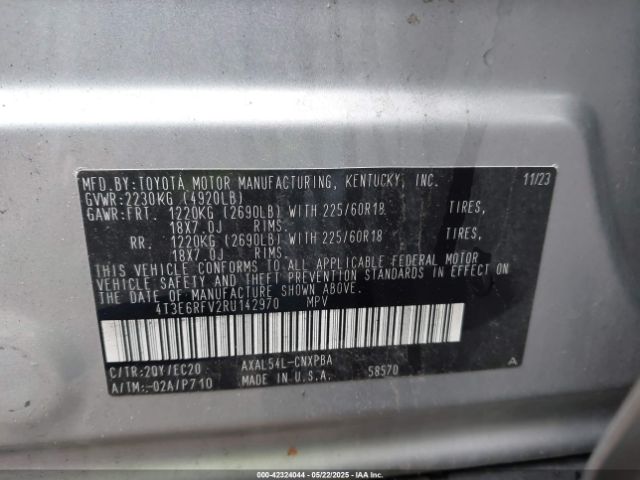 MFD.BY:TOYOTA MOTOR MANUFACTURING, KENTUCKY, INC. 11/23
GVWR:2230KG (4920LB)
GAWR:FRT. 1220KG (2690LB) WITH 225/60R18 TIRES,
18X7.0J RIMS.
RR. 1220KG (2690LB) WITH 225/60R18 TIRES,
18X7.0J RIMS.
THIS VEHICLE CONFORMS TO ALL APPLICABLE FEDERAL MOTOR
VEHICLE SAFETY AND THEFT PREVENTION STANDARDS IN EFFECT ON
THE DATE OF MANUFACTURE SHOWN ABOVE.
4T3E6RFV2RU142970 MPV
C/TR:2QY/EC20 AXAL54L-CNXPBA
A/TM:-02A/P710 MADE IN U.S.A. 58570 A
000-42324044 - 05/22/2025 - IAAI.COM